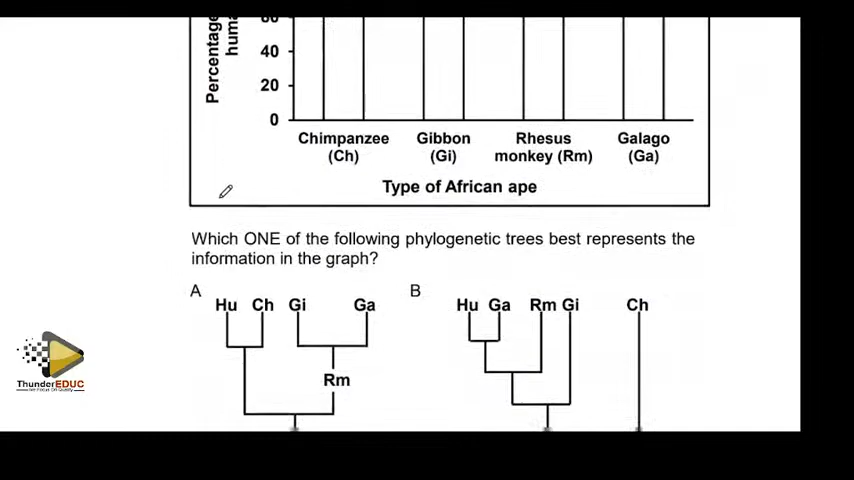 Percentage
huma
60
40
20
0
Chimpanzee Gibbon Rhesus Galago
(Ch) (Gi) monkey (Rm) (Ga)
Type of African ape
Which ONE of the following phylogenetic trees best represents the
information in the graph?
A B
Hu Ch Gi Ga Hu Ga Rm Gi Ch
Rm
ThunderEDUC